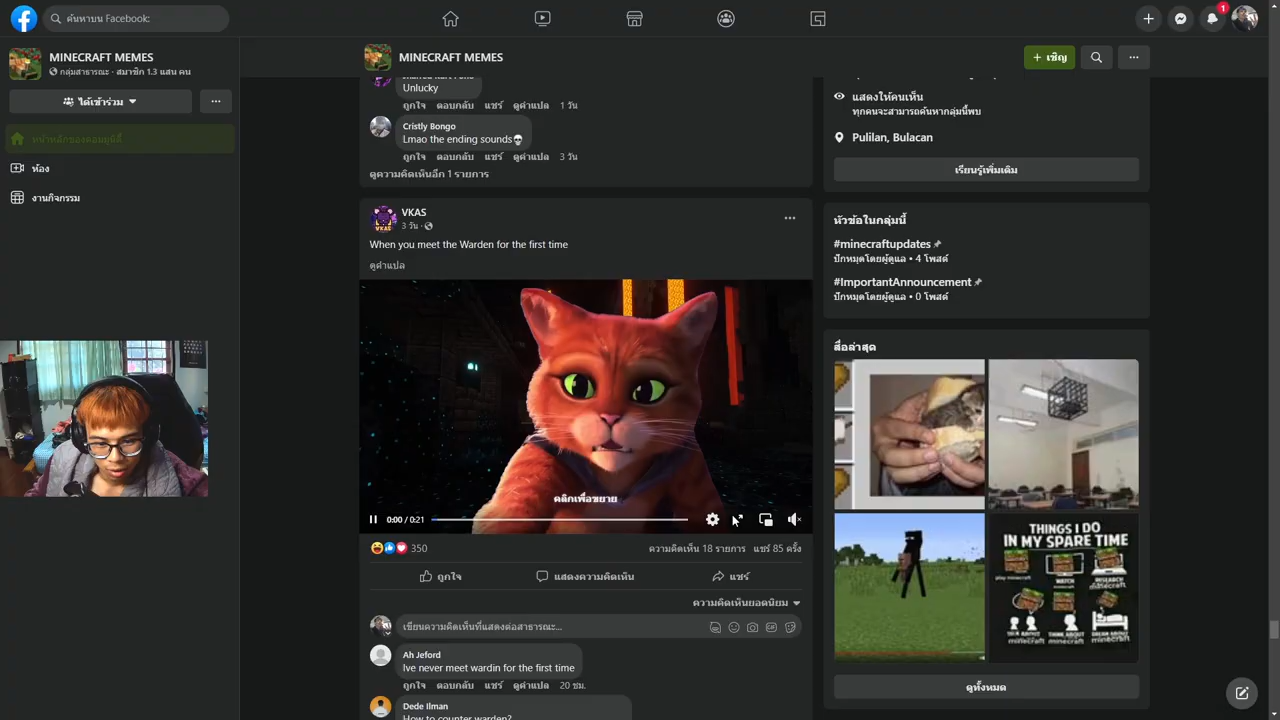 ค้นหาบน Facebook
1
MINECRAFT MEMES
กลุ่มสาธารณะ · สมาชิก 1.3 แสน คน
ได้เข้าร่วม
หน้าหลักของคอมมูนิตี้
ห้อง
งานกิจกรรม
MINECRAFT MEMES
+ เชิญ
Unlucky
ถูกใจ ตอบกลับ แชร์ ดูคำแปล 1 วัน
Cristly Bongo
Lmao the ending sounds💀
ถูกใจ ตอบกลับ แชร์ ดูคำแปล 3 วัน
ดูความคิดเห็นอีก 1 รายการ
VKAS
3 วัน ·
When you meet the Warden for the first time
ดูคำแปล
คลิกเพื่อขยาย
0:00 / 0:21
350
ความคิดเห็น 18 รายการ แชร์ 85 ครั้ง
ถูกใจ
แสดงความคิดเห็น
แชร์
ความคิดเห็นยอดนิยม
เขียนความคิดเห็นที่แสดงต่อสาธารณะ...
Ah Jeford
Ive never meet wardin for the first time
ถูกใจ ตอบกลับ แชร์ ดูคำแปล 20 ชม.
Dede Ilman
How to counter warden?
แสดงให้คนเห็น
ทุกคนจะสามารถค้นหากลุ่มนี้พบ
Pulilan, Bulacan
เรียนรู้เพิ่มเติม
หัวข้อในกลุ่มนี้
#minecraftupdates
ปักหมุดโดยผู้ดูแล • 4 โพสต์
#ImportantAnnouncement
ปักหมุดโดยผู้ดูแล • 0 โพสต์
สื่อล่าสุด
THINGS I DO
IN MY SPARE TIME
play minecraft
WATCH
minecraft
RESEARCH
minecraft
TALK ABOUT
minecraft
THINK ABOUT
minecraft
DREAM ABOUT
minecraft
ดูทั้งหมด